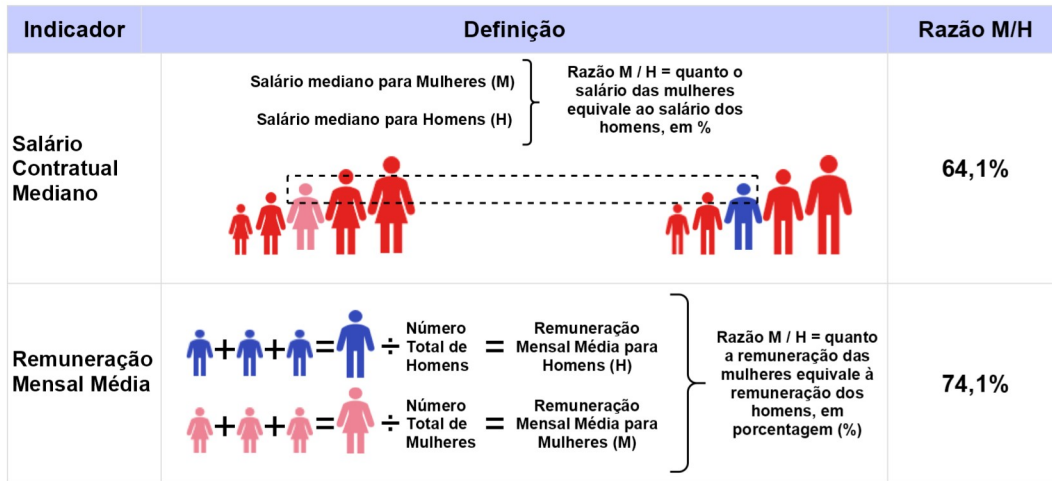 Indicador
Definição
Razão M/H
Salário
Contratual
Mediano
Salário mediano para Mulheres (M)
Salário mediano para Homens (H)
Razão M / H = quanto o
salário das mulheres
equivale ao salário dos
homens, em %
64,1%
Remuneração
Mensal Média
+ + = ÷
Número
Total de
Homens
=
Remuneração
Mensal Média para
Homens (H)
+ + = ÷
Número
Total de
Mulheres
=
Remuneração
Mensal Média para
Mulheres (M)
Razão M / H = quanto
a remuneração das
mulheres equivale à
remuneração dos
homens, em
porcentagem (%)
74,1%